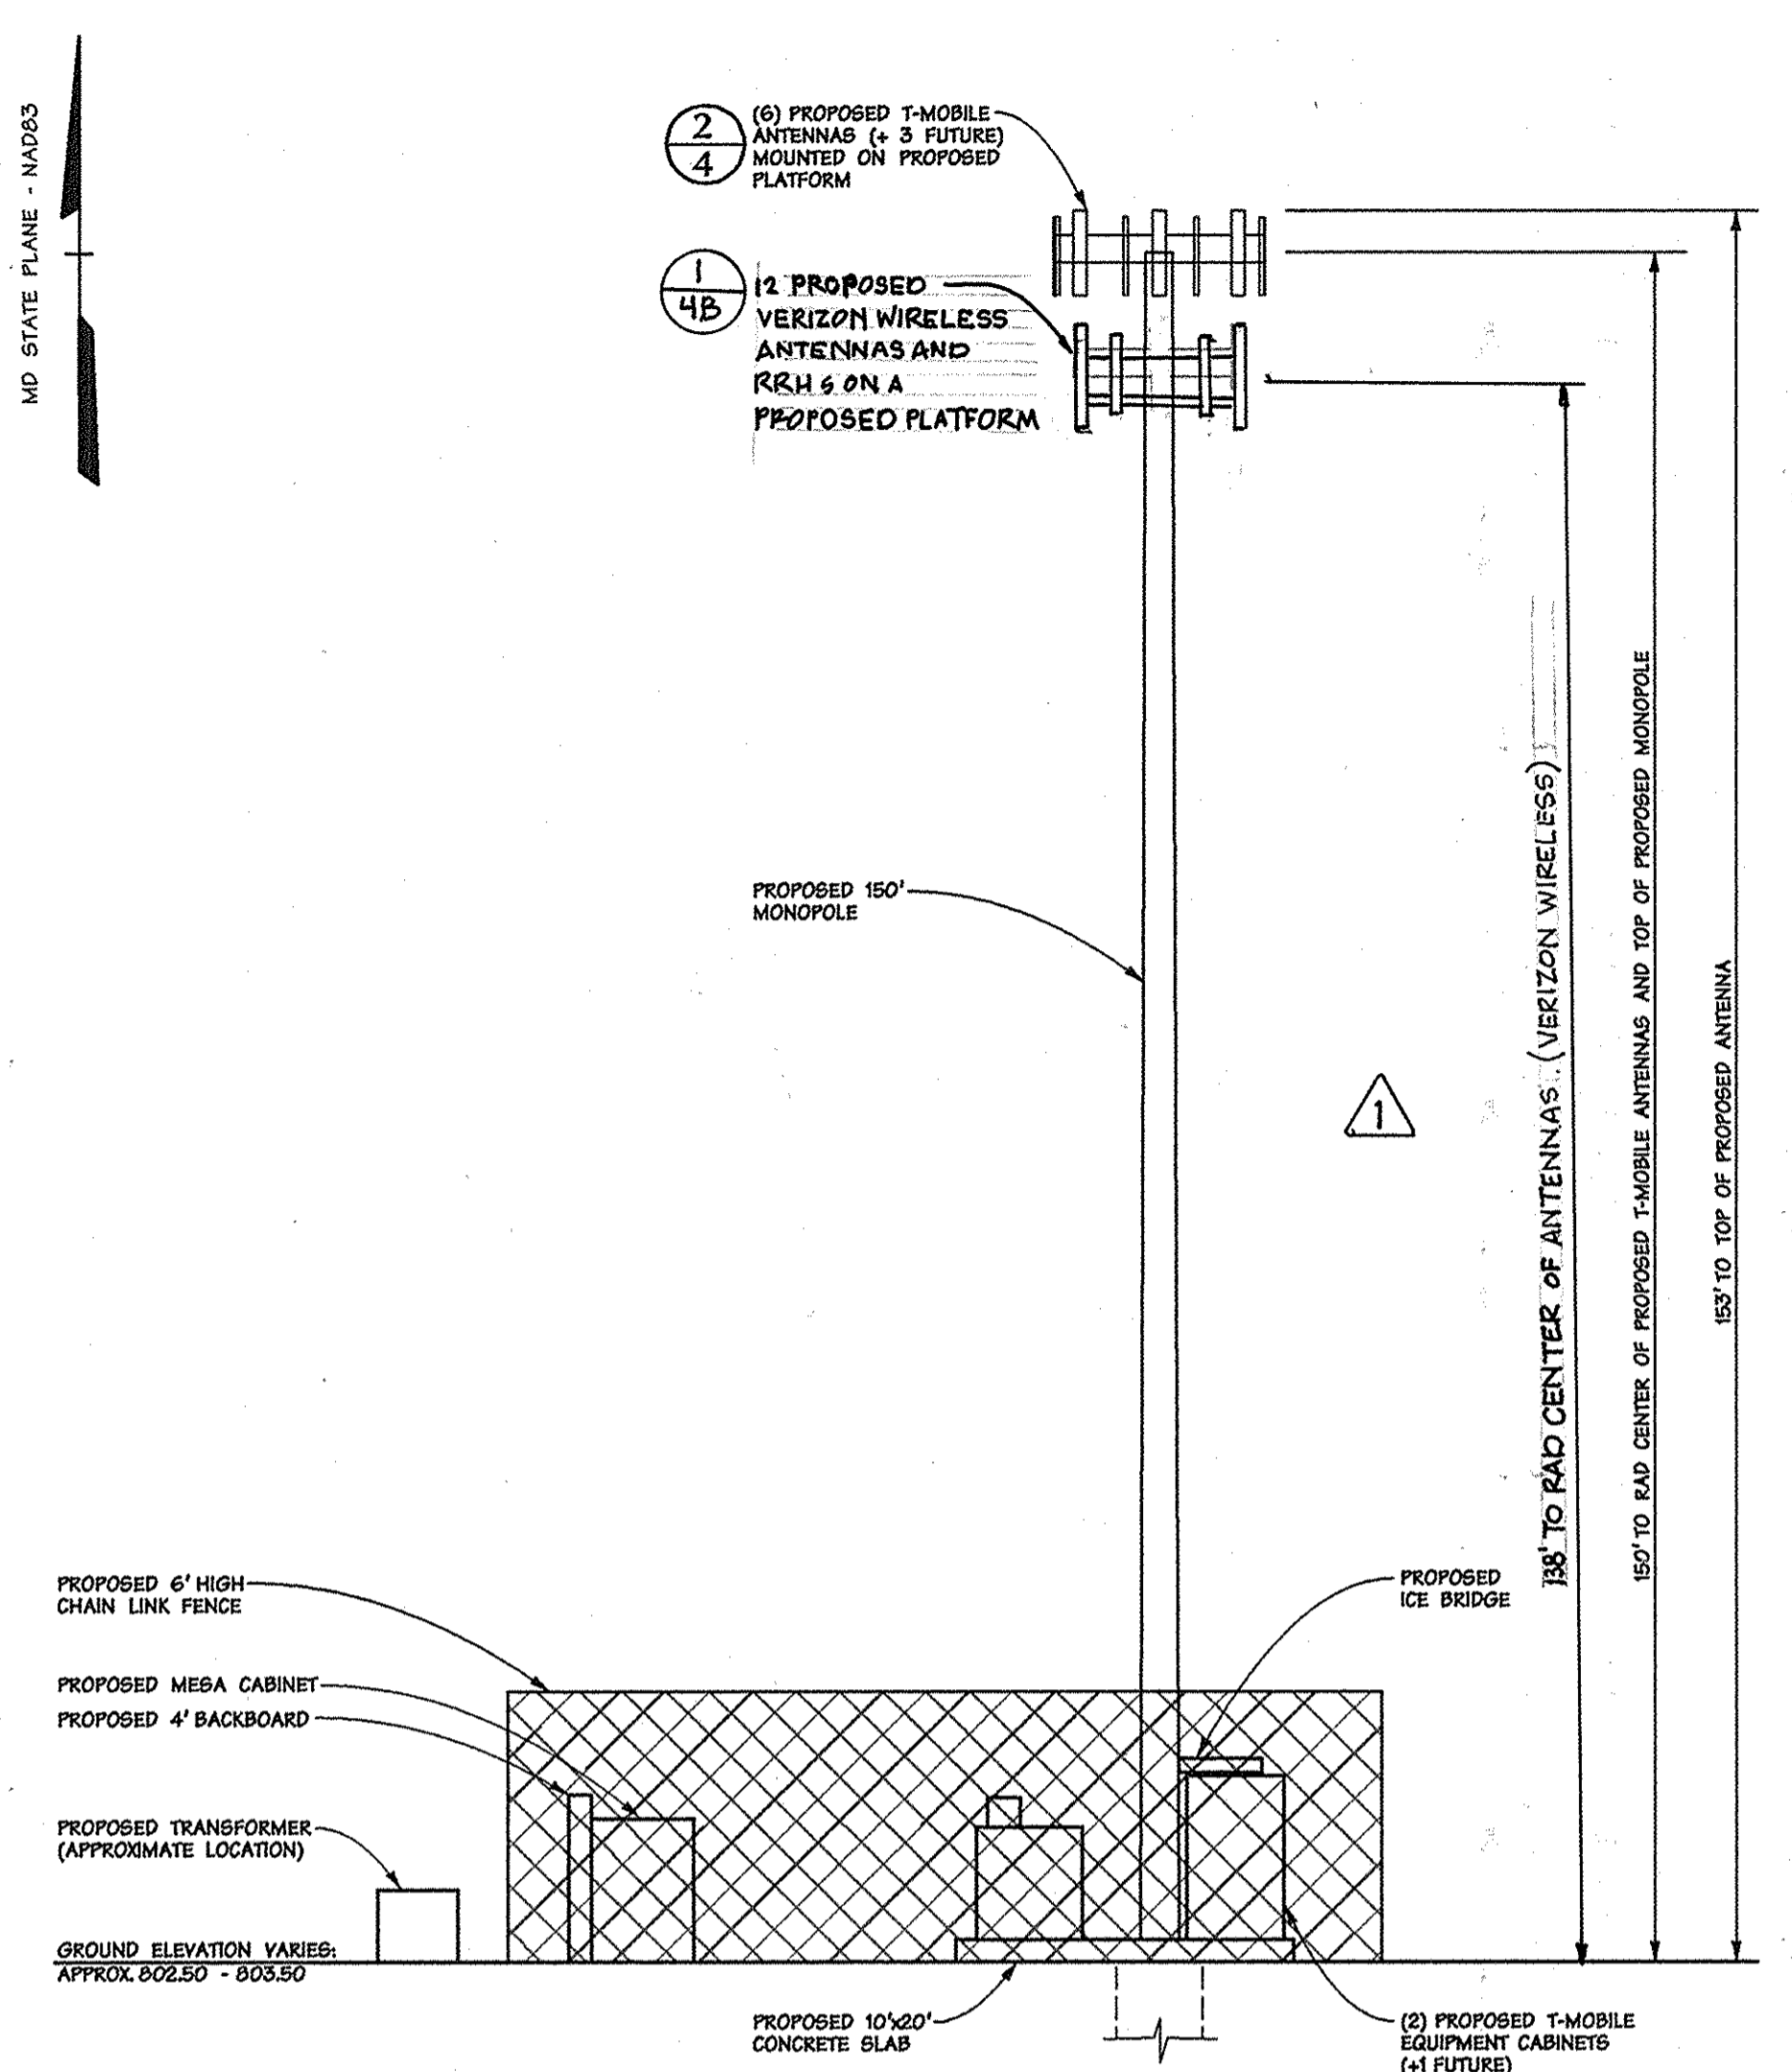 MD STATE PLANE - NAD83
2
4
(6) PROPOSED T-MOBILE
ANTENNAS (+ 3 FUTURE)
MOUNTED ON PROPOSED
PLATFORM
1
4B
12 PROPOSED
VERIZON WIRELESS
ANTENNAS AND
RRH S ON A
PROPOSED PLATFORM
PROPOSED 150'
MONOPOLE
1
138' TO RAD CENTER OF ANTENNAS. (VERIZON WIRELESS)
150' TO RAD CENTER OF PROPOSED T-MOBILE ANTENNAS AND TOP OF PROPOSED MONOPOLE
153' TO TOP OF PROPOSED ANTENNA
PROPOSED 6' HIGH
CHAIN LINK FENCE
PROPOSED MESA CABINET
PROPOSED 4' BACKBOARD
PROPOSED TRANSFORMER
(APPROXIMATE LOCATION)
GROUND ELEVATION VARIES:
APPROX. 802.50 - 803.50
PROPOSED
ICE BRIDGE
PROPOSED 10'x20'
CONCRETE SLAB
(2) PROPOSED T-MOBILE
EQUIPMENT CABINETS
(+1 FUTURE)